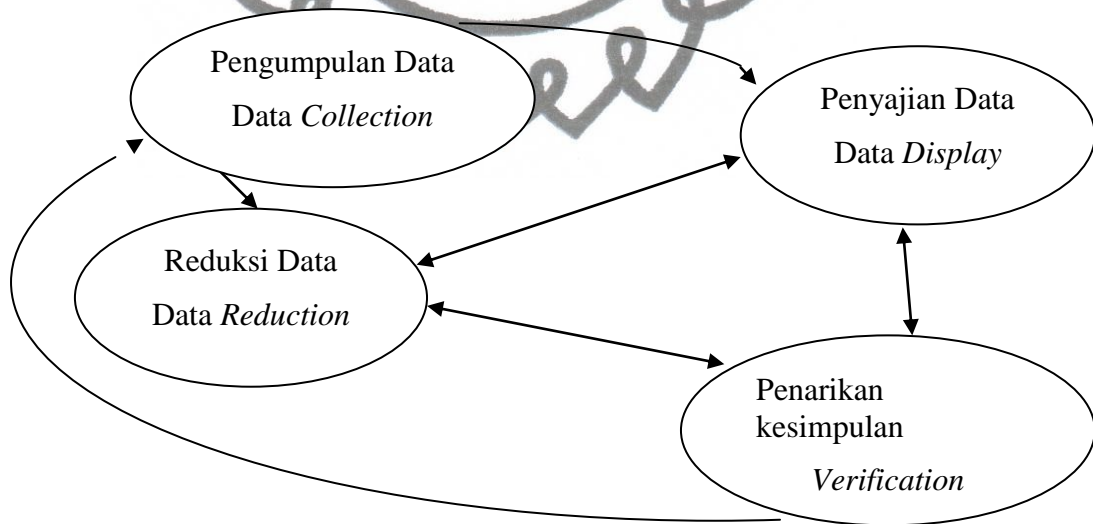 Pengumpulan Data
Data Collection
Penyajian Data
Data Display
Reduksi Data
Data Reduction
Penarikan
kesimpulan
Verification